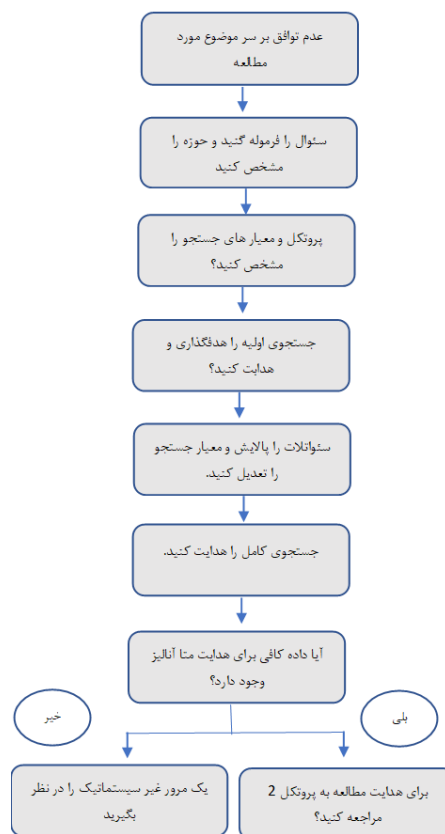 عدم توافق بر سر موضوع مورد
مطالعه
سئوال را فرموله گنید و حوزه را
مشخص کنید
پروتکل و معیار های جستجو را
مشخص کنید؟
جستجوی اولیه را هدفگذاری و
هدایت کنید؟
سئواتلات را پالایش و معیار جستجو
را تعدیل کنید.
جستجوی کامل را هدایت کنید.
آیا داده کافی برای هدایت متا آنالیز
وجود دارد؟
بلی
خیر
برای هدایت مطالعه به پروتکل 2
مراجعه کنید؟
یک مرور غیر سیستماتیک را در نظر
بگیرید